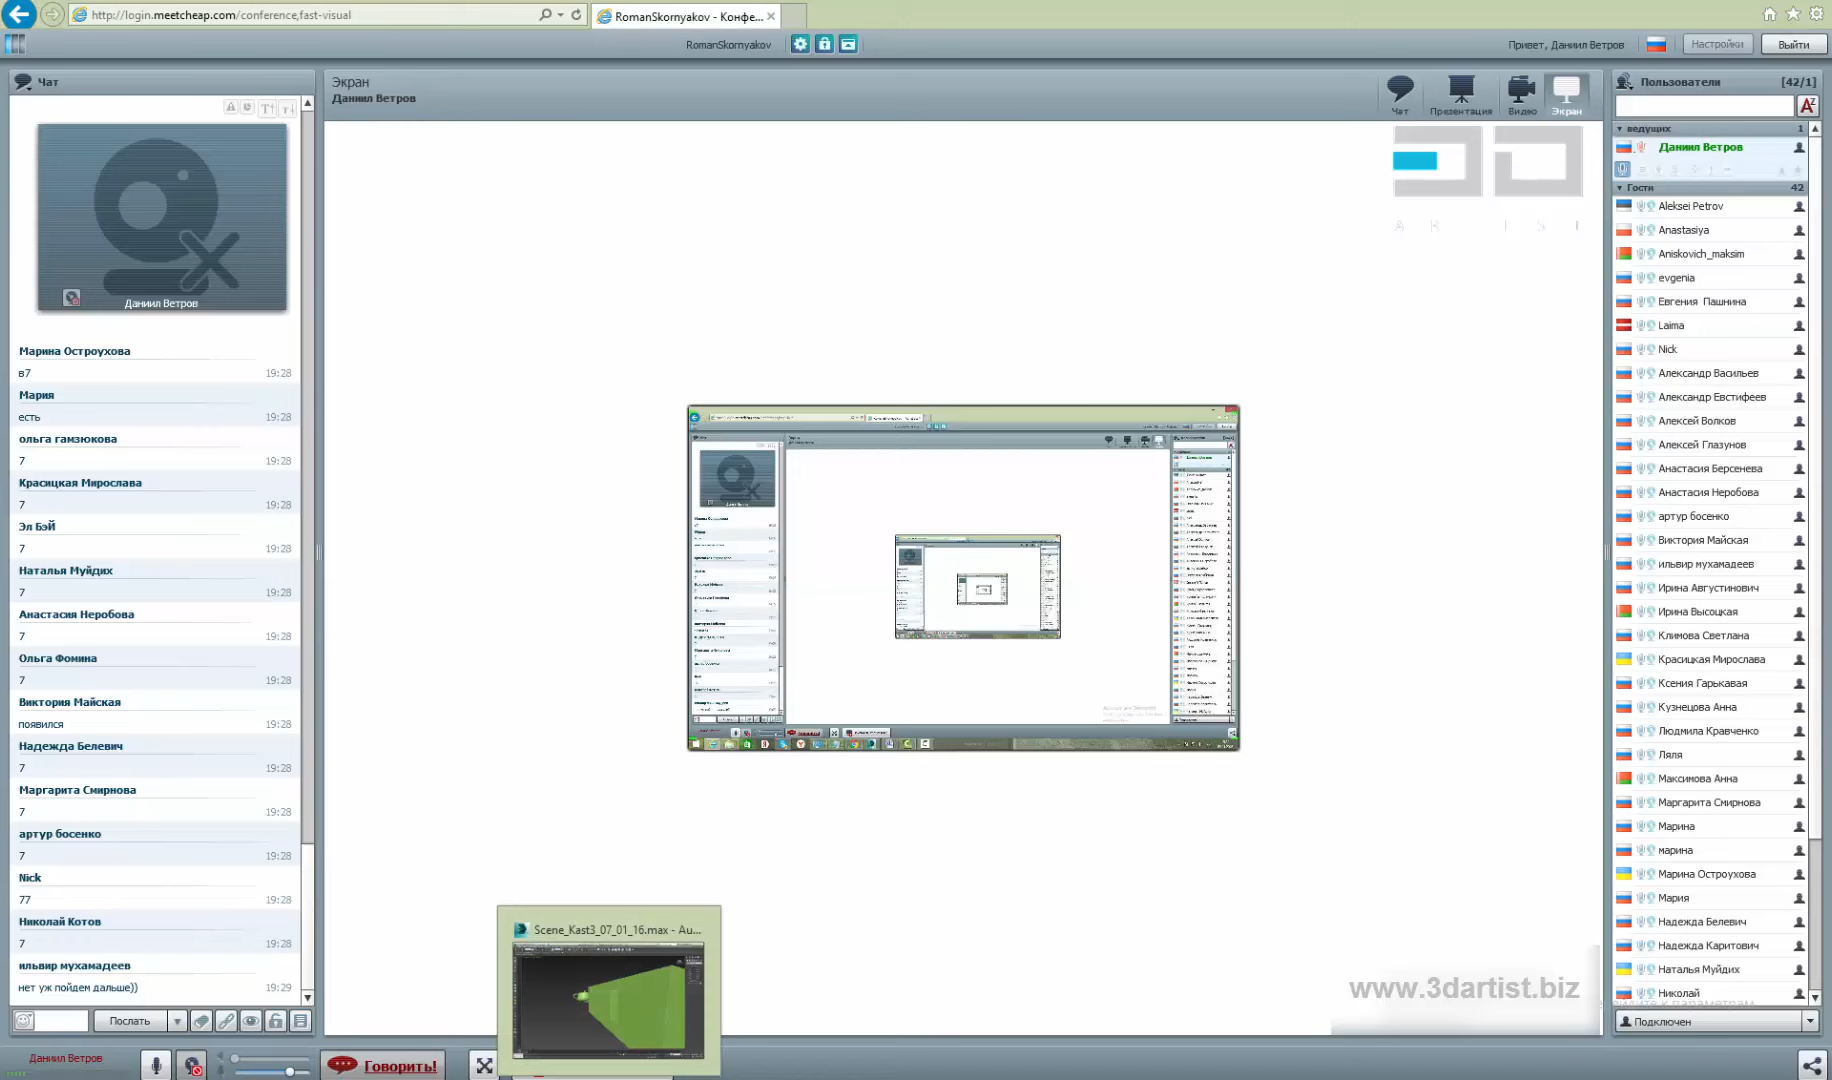 http://login.meetcheap.com/conference,fast-visual
RomanSkornyakov - Конфе...
RomanSkornyakov
Привет, Даниил Ветров
Настройки
Выйти
Чат
Марина Остроухова
в7
19:28
Мария
есть
19:28
ольга гамзюкова
7
19:28
Красицкая Мирослава
7
19:28
Эл БэЙ
7
19:28
Наталья Муйдих
7
19:28
Анастасия Неробова
7
19:28
Ольга Фомина
7
19:28
Виктория Майская
появился
19:28
Надежда Белевич
7
19:28
Маргарита Смирнова
7
19:28
артур босенко
7
19:28
Nick
77
19:28
Николай Котов
7
19:28
ильвир мухамадеев
нет уж пойдем дальше))
19:29
Послать
Даниил Ветров
Говорить!
Экран
Даниил Ветров
Чат
Презентация
Видео
Экран
Scene_Kast3_07_01_16.max - Au...
www.3dartist.biz
Пользователи
[42/1]
ведущих
1
Даниил Ветров
Гости
42
Aleksei Petrov
Anastasiya
Aniskovich_maksim
evgenia
Евгения Пашнина
Laima
Nick
Александр Васильев
Александр Евстифеев
Алексей Волков
Алексей Глазунов
Анастасия Берсенева
Анастасия Неробова
артур босенко
Виктория Майская
ильвир мухамадеев
Ирина Августинович
Ирина Высоцкая
Климова Светлана
Красицкая Мирослава
Ксения Гарькавая
Кузнецова Анна
Людмила Кравченко
Ляля
Максимова Анна
Маргарита Смирнова
Марина
марина
Марина Остроухова
Мария
Надежда Белевич
Надежда Каритович
Наталья Муйдих
Николай
Подключен
Даниил Ветров